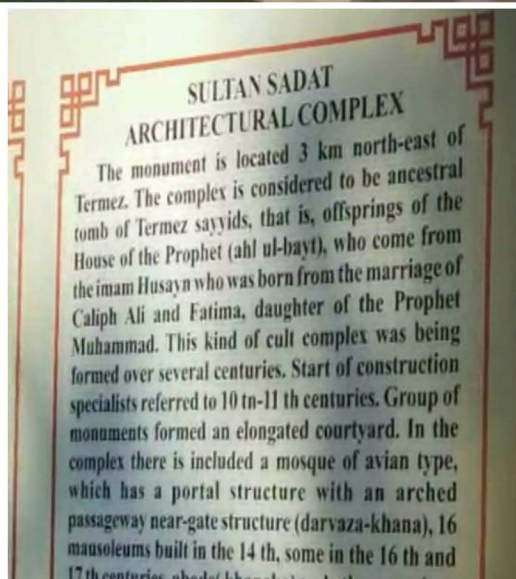 SULTAN SADAT
ARCHITECTURAL COMPLEX
The monument is located 3 km north-east of
Termez. The complex is considered to be ancestral
tomb of Termez sayyids, that is, offsprings of the
House of the Prophet (ahl ul-bayt), who come from
the imam Husayn who was born from the marriage of
Caliph Ali and Fatima, daughter of the Prophet
Muhammad. This kind of cult complex was being
formed over several centuries. Start of construction
specialists referred to 10 tn-11 th centuries. Group of
monuments formed an elongated courtyard. In the
complex there is included a mosque of avian type,
which has a portal structure with an arched
passageway near-gate structure (darvaza-khana), 16
mausoleums built in the 14 th, some in the 16 th and
17 th centuries,